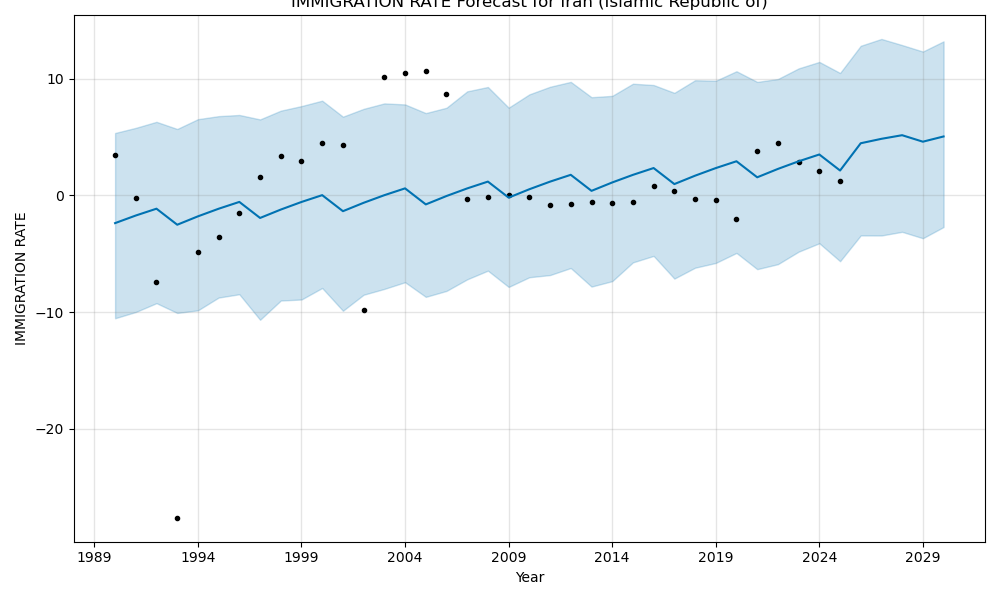 IMMIGRATION RATE Forecast for Iran (Islamic Republic of)
10
0
−10
−20
IMMIGRATION RATE
1989 1994 1999 2004 2009 2014 2019 2024 2029
Year